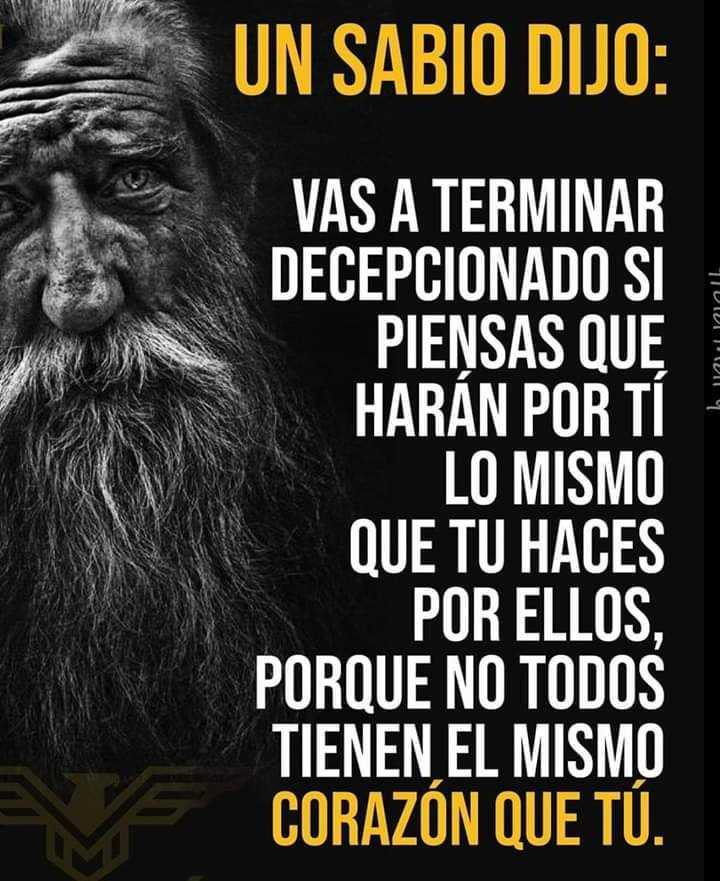 UN SABIO DIJO:
VAS A TERMINAR
DECEPCIONADO SI
PIENSAS QUE
HARÁN POR TÍ
LO MISMO
QUE TU HACES
POR ELLOS,
PORQUE NO TODOS
TIENEN EL MISMO
CORAZÓN QUE TÚ.